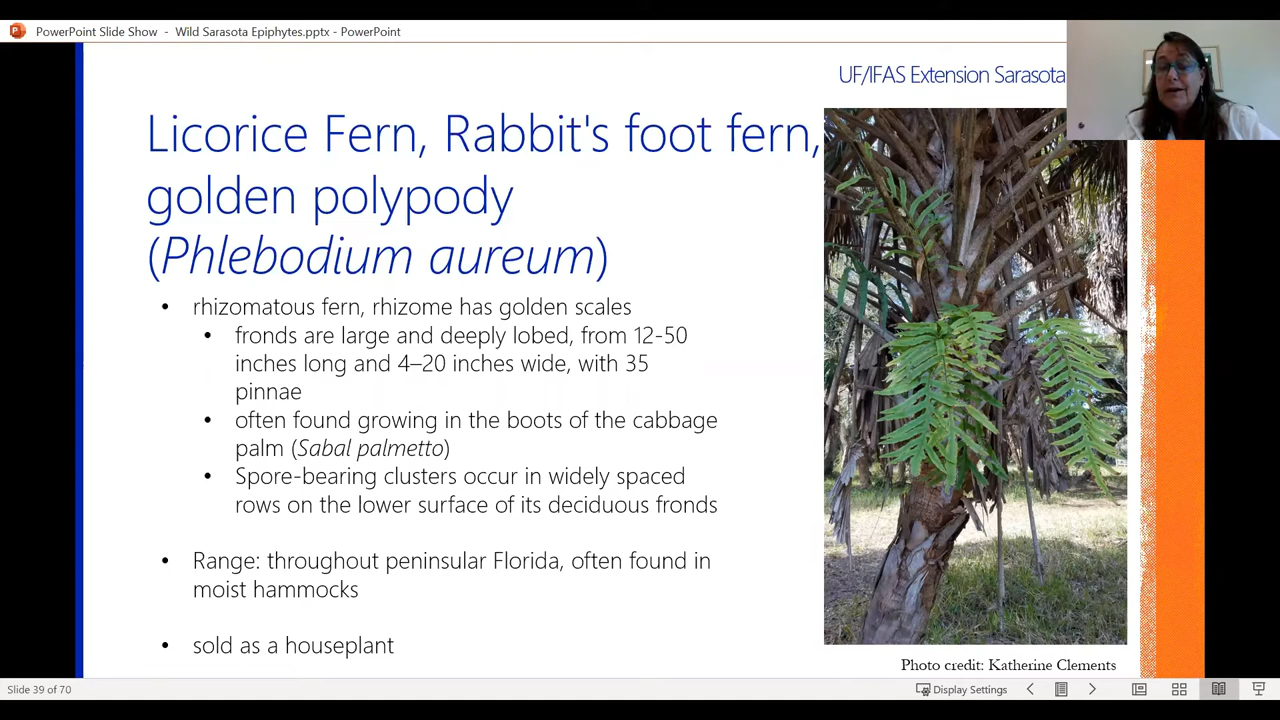 PowerPoint Slide Show - Wild Sarasota Epiphytes.pptx - PowerPoint
UF/IFAS Extension Sarasota
Licorice Fern, Rabbit's foot fern,
golden polypody
(Phlebodium aureum)
• rhizomatous fern, rhizome has golden scales
• fronds are large and deeply lobed, from 12-50
inches long and 4–20 inches wide, with 35
pinnae
• often found growing in the boots of the cabbage
palm (Sabal palmetto)
• Spore-bearing clusters occur in widely spaced
rows on the lower surface of its deciduous fronds
• Range: throughout peninsular Florida, often found in
moist hammocks
• sold as a houseplant
Photo credit: Katherine Clements
Slide 39 of 70
Display Settings